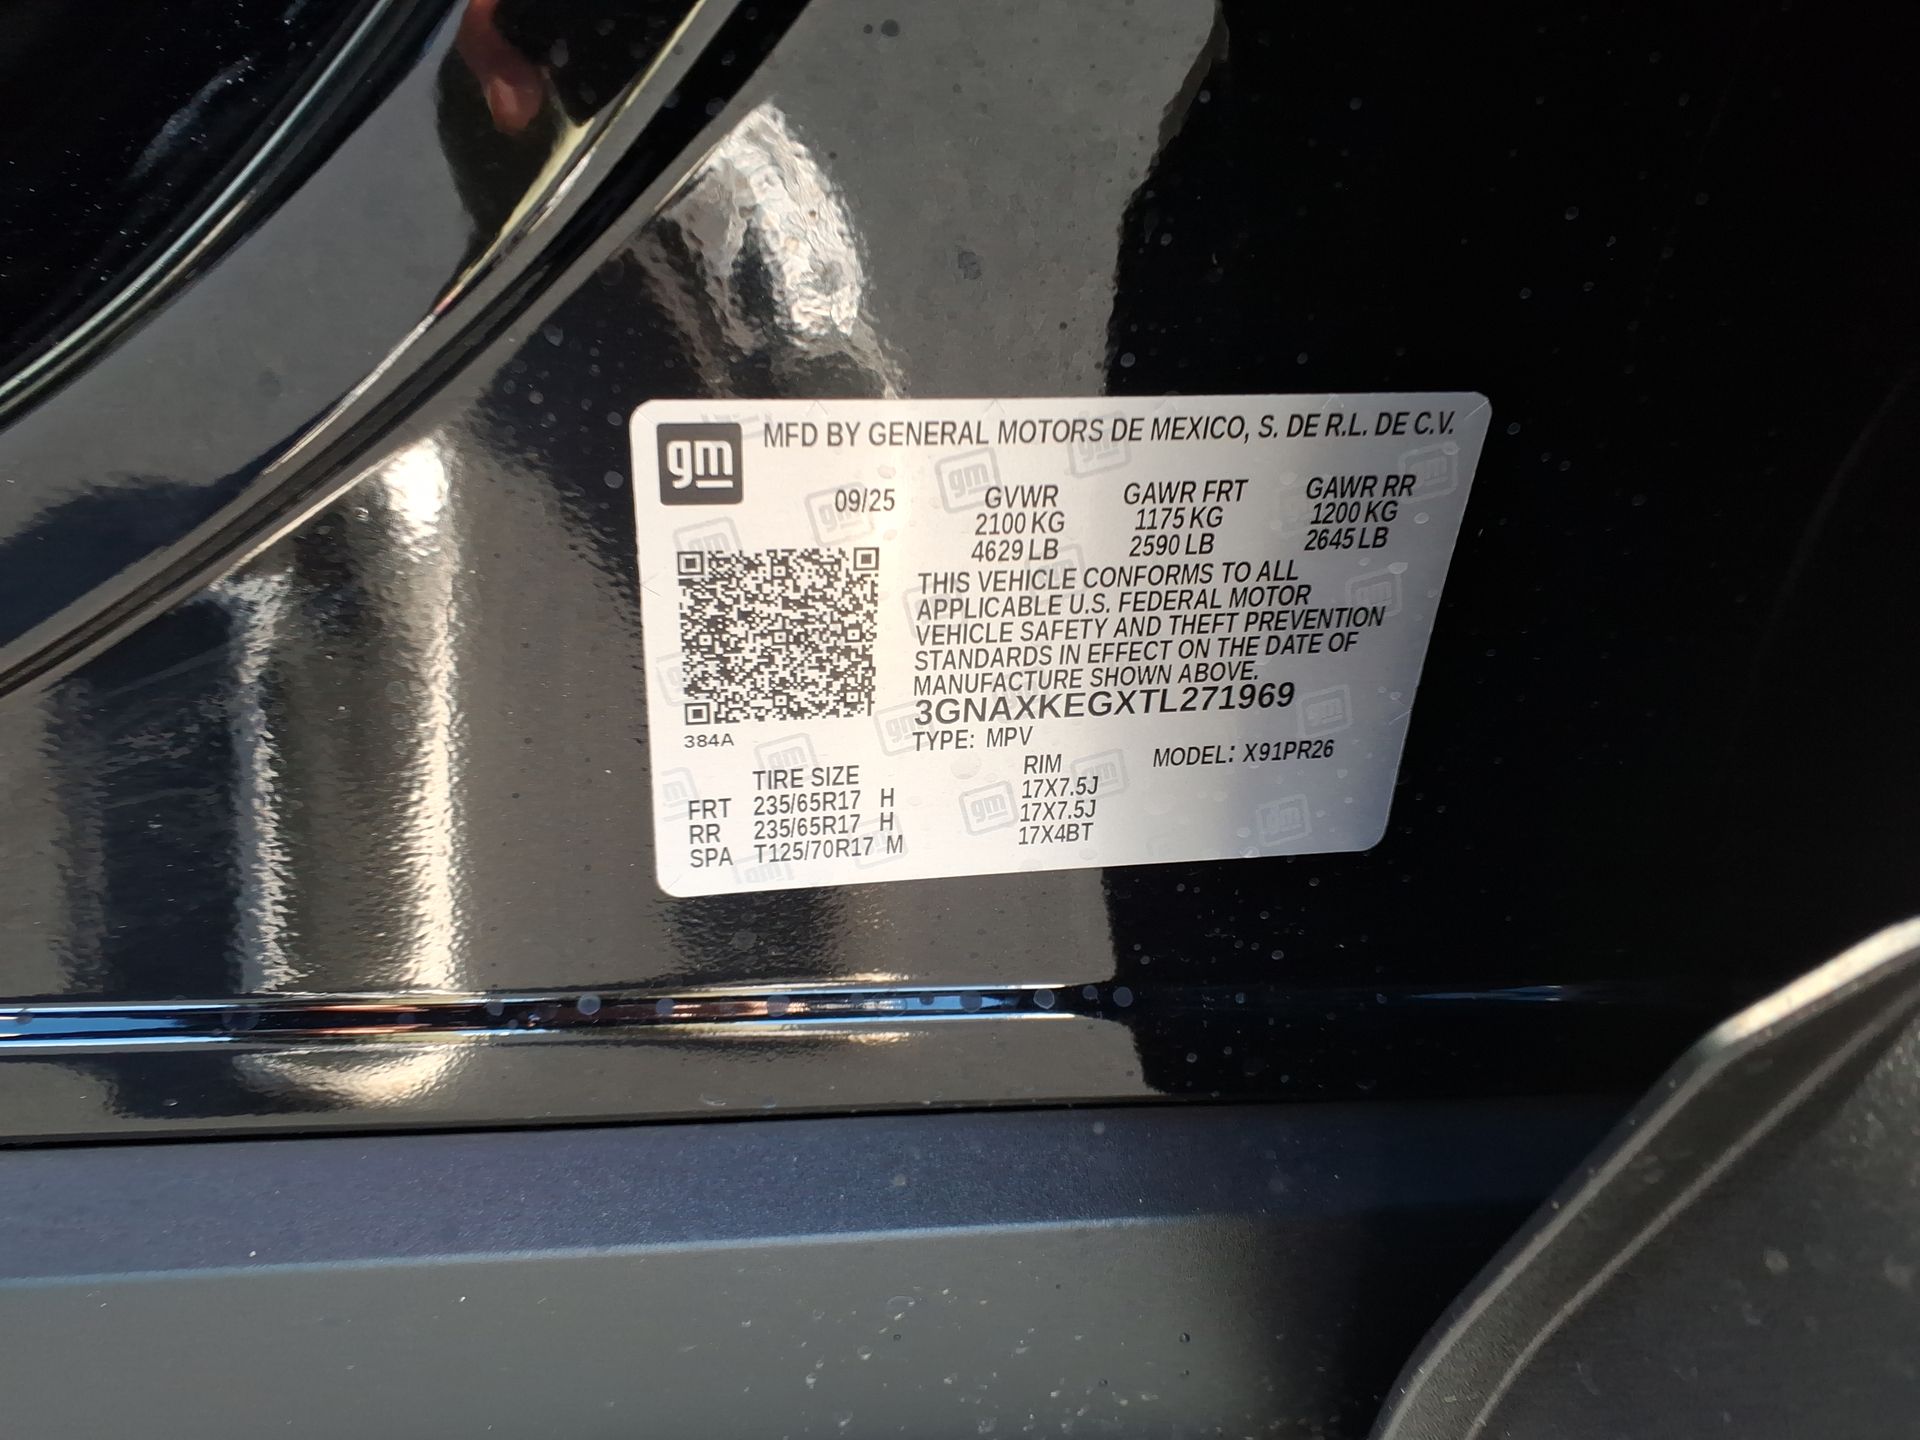 gm MFD BY GENERAL MOTORS DE MEXICO, S. DE R.L. DE C.V.
09/25 GVWR GAWR FRT GAWR RR
2100 KG 1175 KG 1200 KG
4629 LB 2590 LB 2645 LB
THIS VEHICLE CONFORMS TO ALL
APPLICABLE U.S. FEDERAL MOTOR
VEHICLE SAFETY AND THEFT PREVENTION
STANDARDS IN EFFECT ON THE DATE OF
MANUFACTURE SHOWN ABOVE.
3GNAXKEGXTL271969
384A TYPE: MPV MODEL: X91PR26
TIRE SIZE RIM
FRT 235/65R17 H 17X7.5J
RR 235/65R17 H 17X7.5J
SPA T125/70R17 M 17X4BT